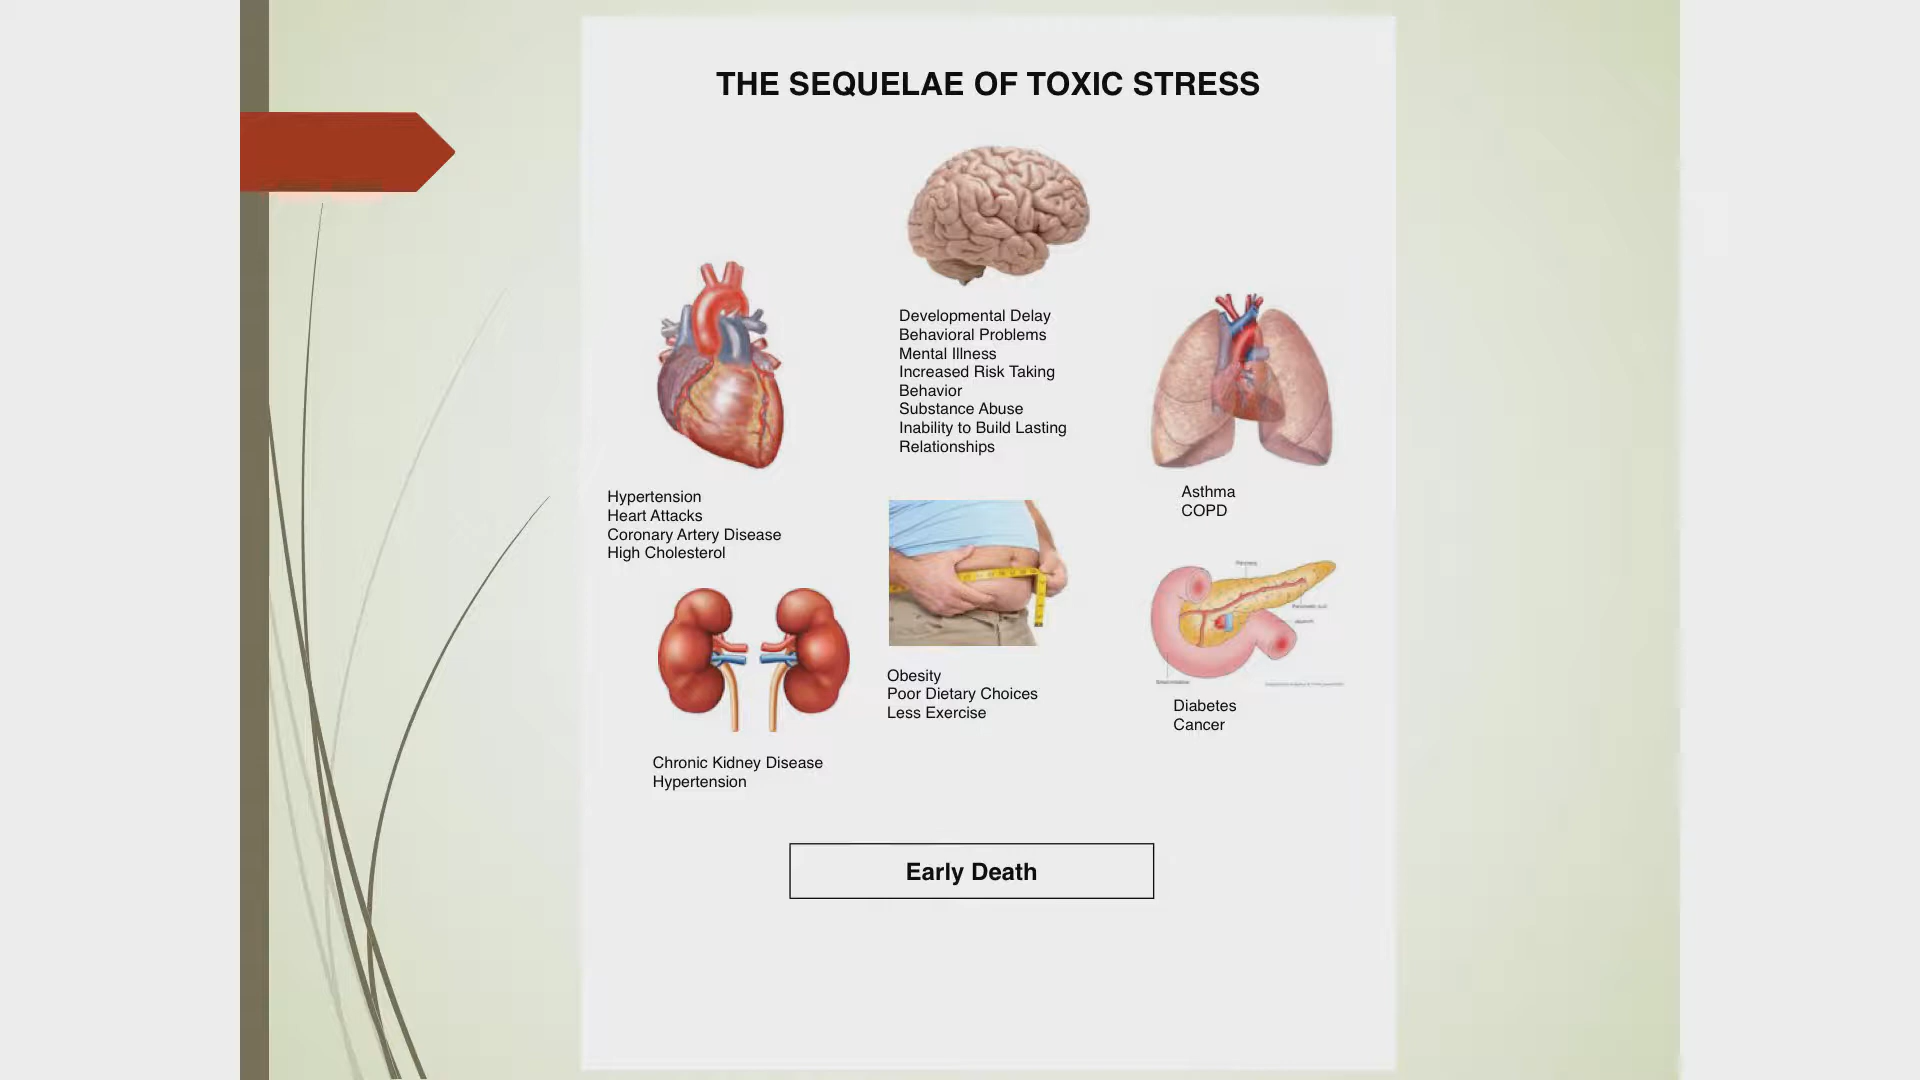 THE SEQUELAE OF TOXIC STRESS
Developmental Delay
Behavioral Problems
Mental Illness
Increased Risk Taking
Behavior
Substance Abuse
Inability to Build Lasting
Relationships
Hypertension
Heart Attacks
Coronary Artery Disease
High Cholesterol
Asthma
COPD
Chronic Kidney Disease
Hypertension
Obesity
Poor Dietary Choices
Less Exercise
Pancreas
Diabetes
Cancer
Early Death